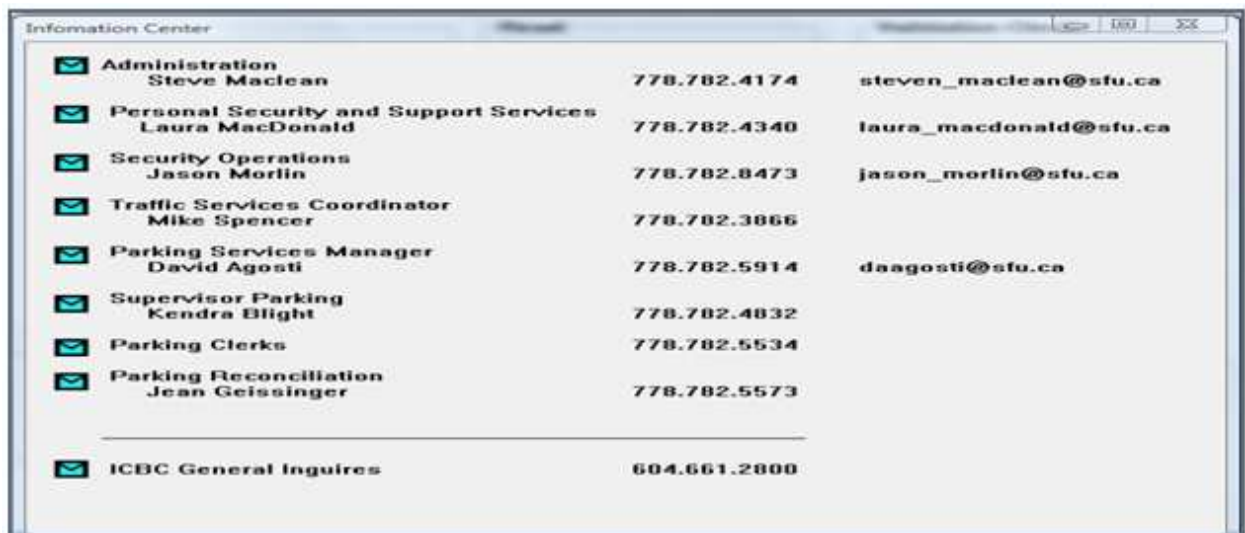 Infomation Center
Administration
Steve Maclean 778.782.4174 steven_maclean@sfu.ca
Personal Security and Support Services
Laura MacDonald 778.782.4340 laura_macdonald@sfu.ca
Security Operations
Jason Morlin 778.782.8473 jason_morlin@sfu.ca
Traffic Services Coordinator
Mike Spencer 778.782.3866
Parking Services Manager
David Agosti 778.782.5914 daagosti@sfu.ca
Supervisor Parking
Kendra Blight 778.782.4832
Parking Clerks 778.782.5534
Parking Reconciliation
Jean Geissinger 778.782.5573
ICBC General Inquires 604.661.2800